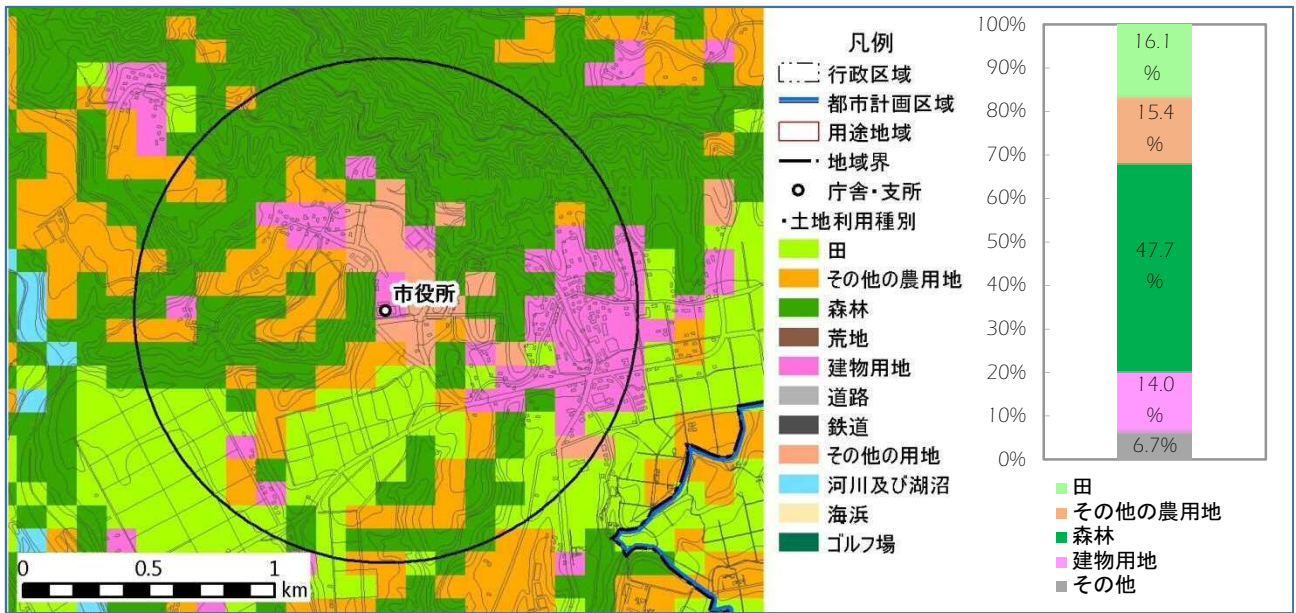 市役所
0 0.5 1
km
凡例
行政区域
都市計画区域
用途地域
地域界
庁舎・支所
・土地利用種別
田
その他の農用地
森林
荒地
建物用地
道路
鉄道
その他の用地
河川及び湖沼
海浜
ゴルフ場
100%
90%
80%
70%
60%
50%
40%
30%
20%
10%
0%
16.1
%
15.4
%
47.7
%
14.0
%
6.7%
田
その他の農用地
森林
建物用地
その他